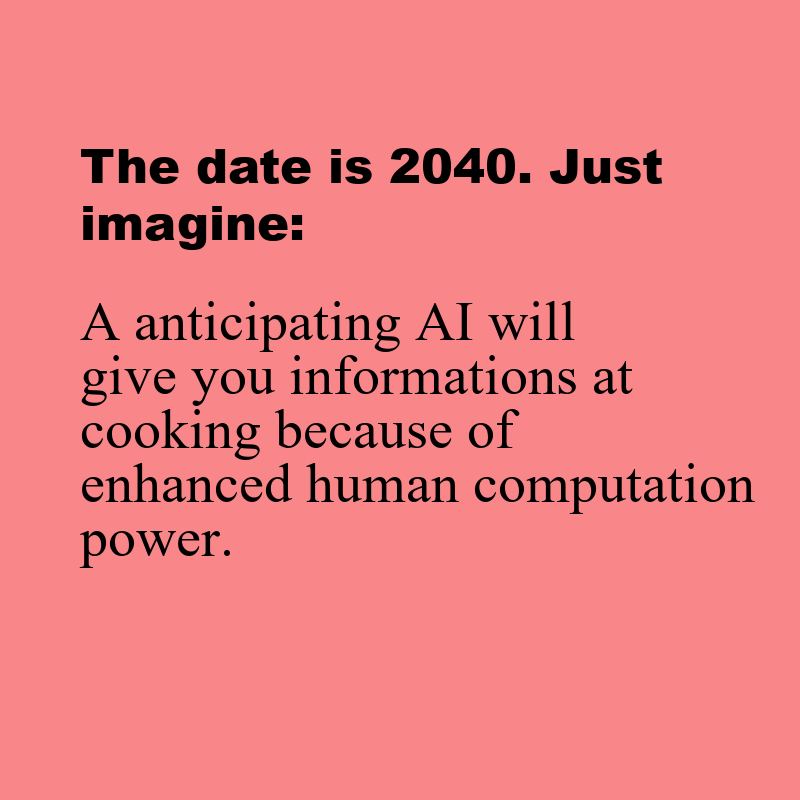 The date is 2040. Just
imagine:
A anticipating AI will
give you informations at
cooking because of
enhanced human computation
power.